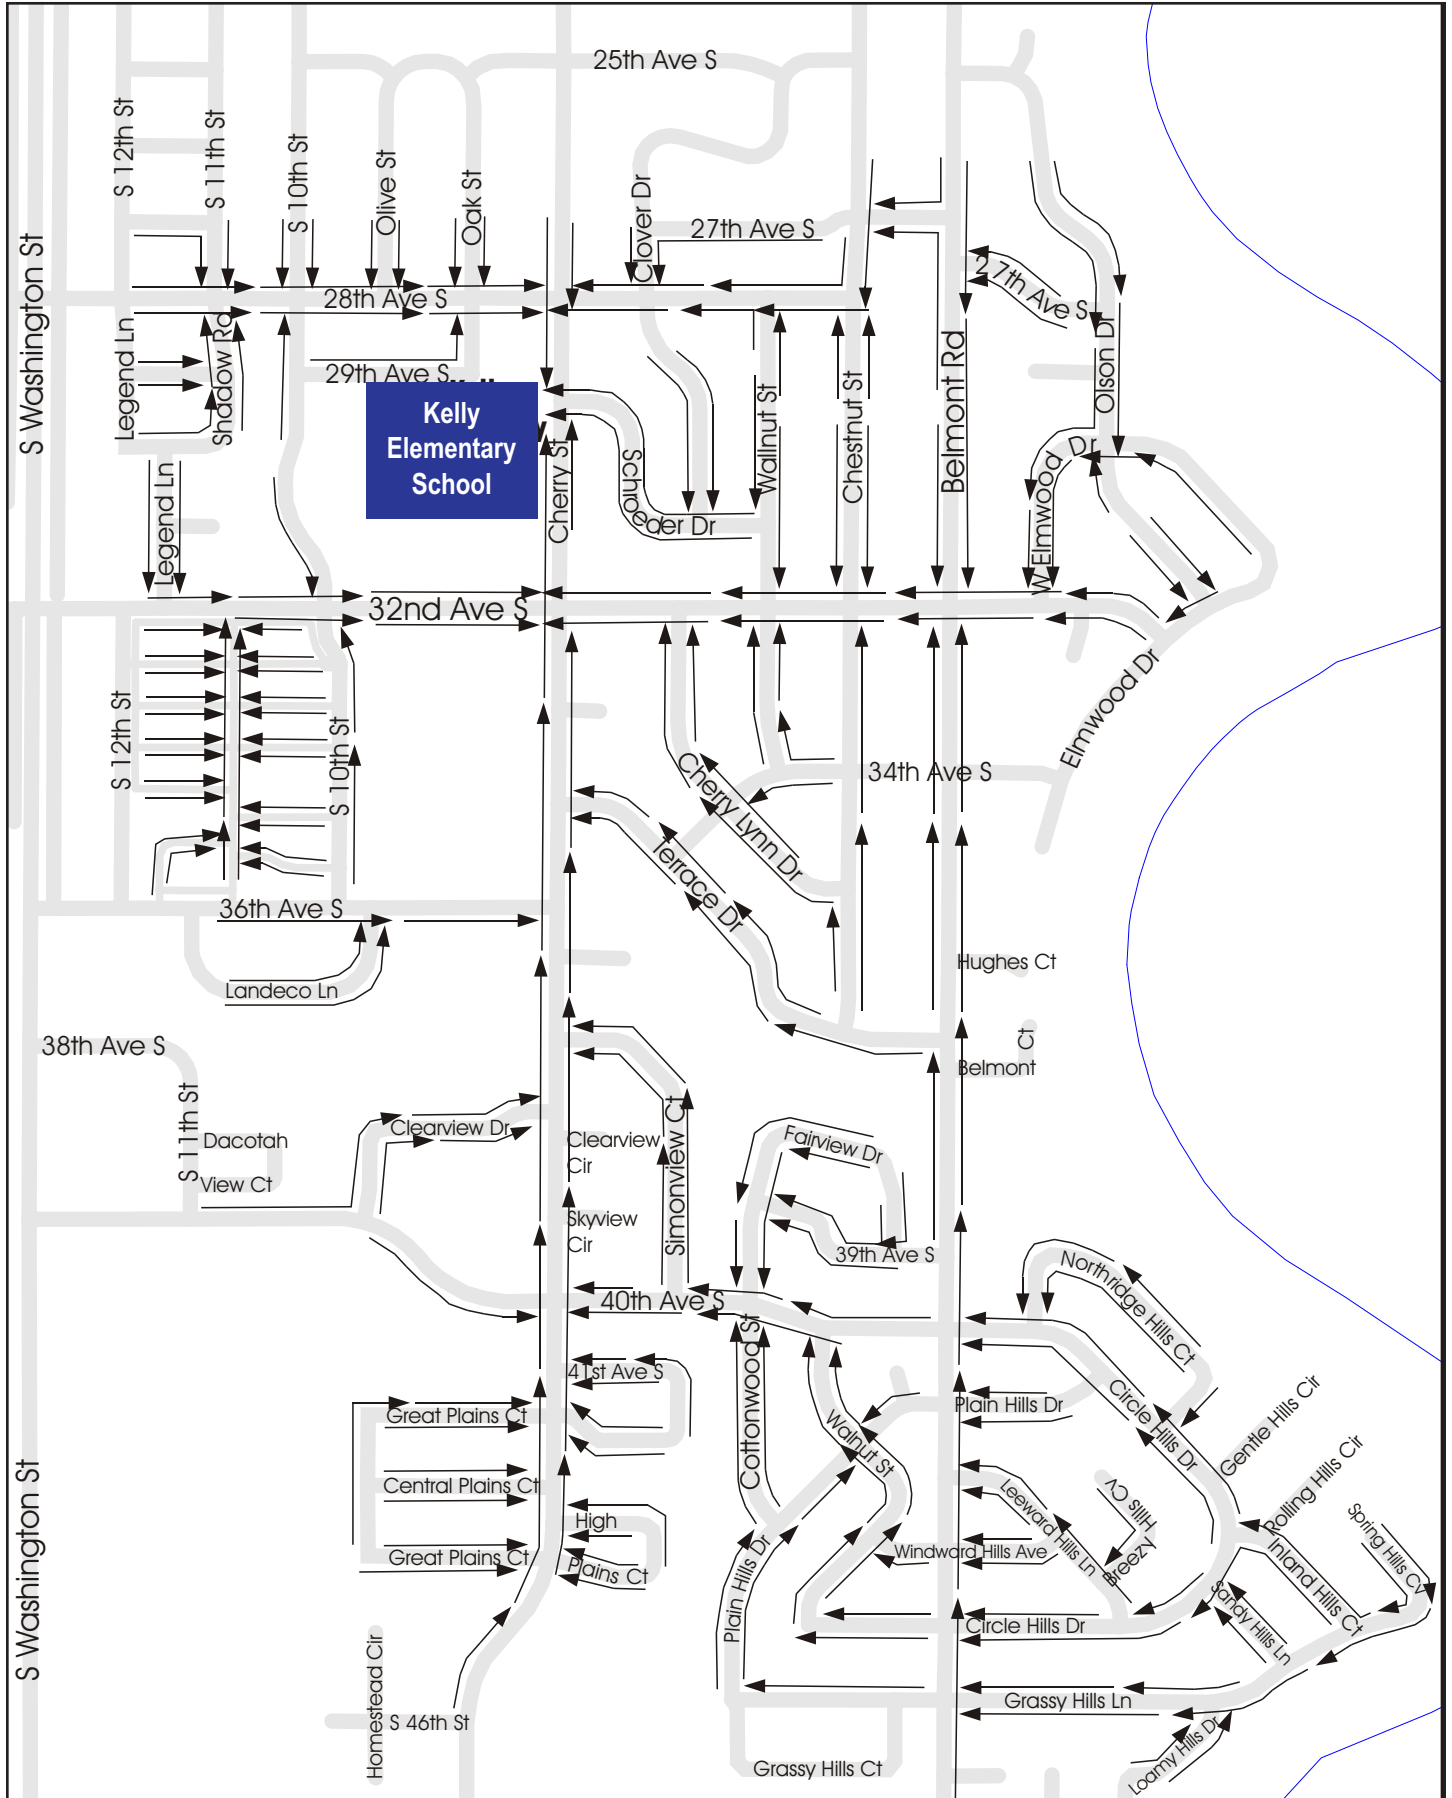 25th Ave S
S 12th St
S 11th St
S 10th St
Olive St
Oak St
Clover Dr
27th Ave S
S Washington St
28th Ave S
27th Ave S
Legend Ln
Shadow Rd
29th Ave S
Olson Dr
Belmont Rd
Wallnut St
Chestnut St
Kelly
Elementary
School
Cherry St
Schroeder Dr
W Elmwood Dr
Legend Ln
32nd Ave S
Elmwood Dr
S 12th St
S 10th St
34th Ave S
Cherry Lynn Dr
Terrace Dr
36th Ave S
Landeco Ln
Hughes Ct
38th Ave S
Belmont
Ct
S 11th St
Dacotah
View Ct
Clearview Dr
Clearview
Cir
Simonview Ct
Fairview Dr
Skyview
Cir
39th Ave S
40th Ave S
Northridge Hills Ct
Cottonwood St
41st Ave S
Great Plains Ct
Walnut St
Plain Hills Dr
Circle Hills Dr
Gentle Hills Cir
Rolling Hills Cir
S Washington St
Central Plains Ct
Leeward Hills Ln
Breezy
Hills Cv
Spring Hills Cv
High
Plains Ct
Great Plains Ct
Plain Hills Dr
Windward Hills Ave
Inland Hills Ct
Sandy Hills Ln
Circle Hills Dr
Homestead Cir
S 46th St
Grassy Hills Ln
Grassy Hills Ct
Loamy Hills Dr